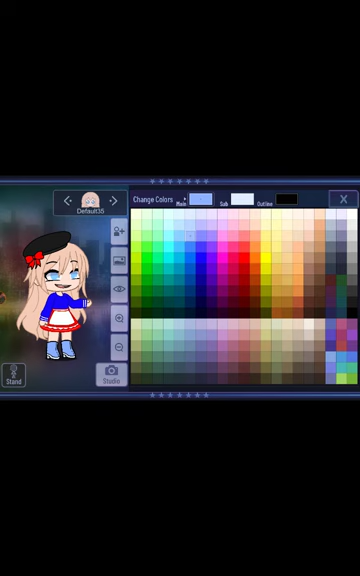 Change Colors
Main
Sub
Outline
X
Default35
Stand
Studio